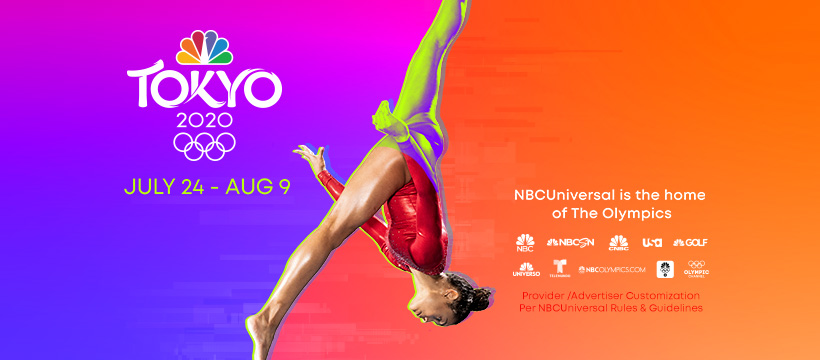 TOKYO
2020
JULY 24 - AUG 9
NBCUniversal is the home
of The Olympics
NBC NBCSN CNBC USA GOLF
UNIVERSO TELEMUNDO NBCOLYMPICS.COM OLYMPIC CHANNEL
Provider /Advertiser Customization
Per NBCUniversal Rules & Guidelines